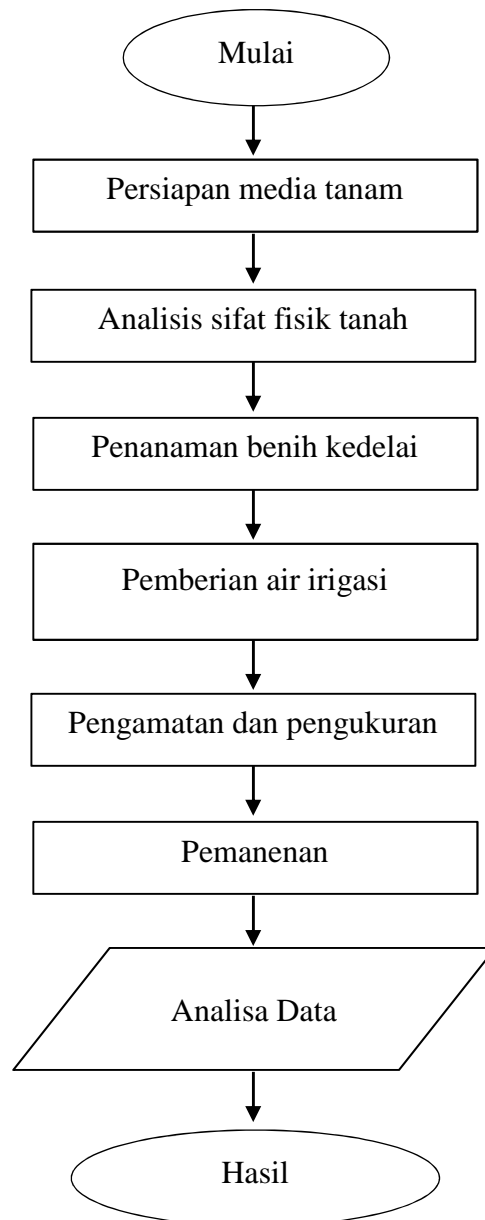 Mulai
Persiapan media tanam
Analisis sifat fisik tanah
Penanaman benih kedelai
Pemberian air irigasi
Pengamatan dan pengukuran
Pemanenan
Analisa Data
Hasil